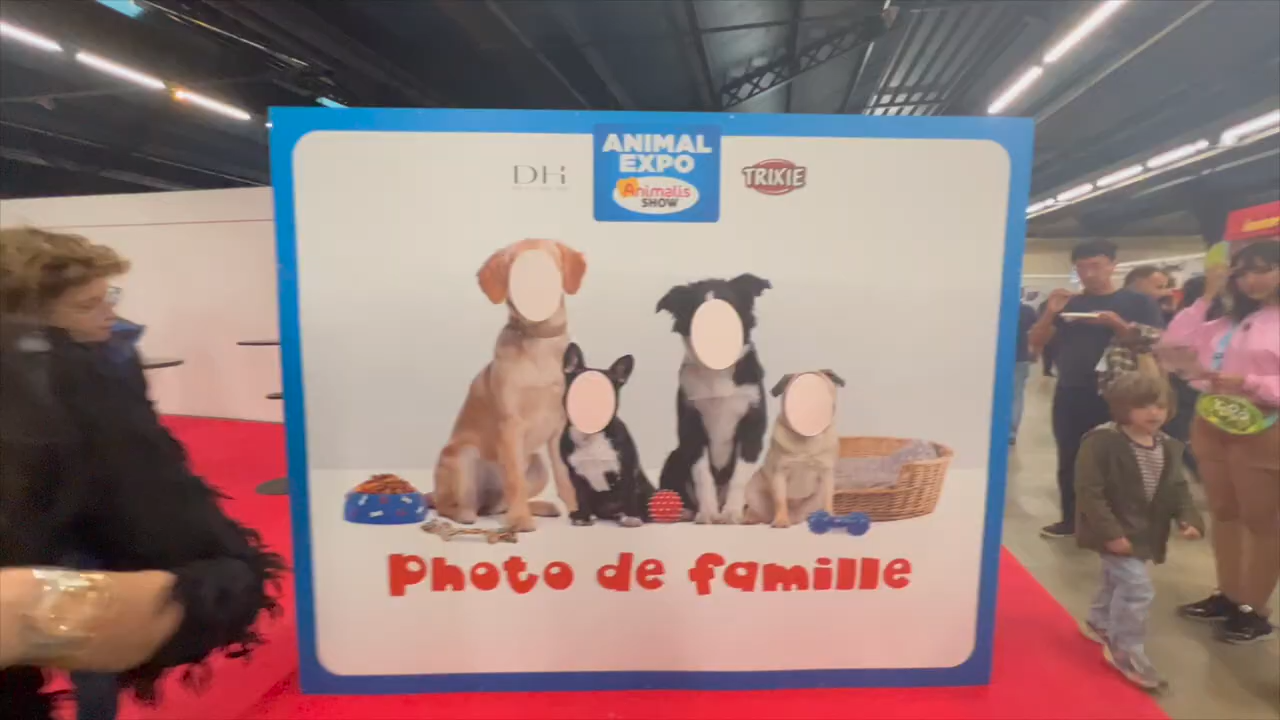 ANIMAL
EXPO
Animalis
SHOW
DH
TRIXIE
Photo de famille